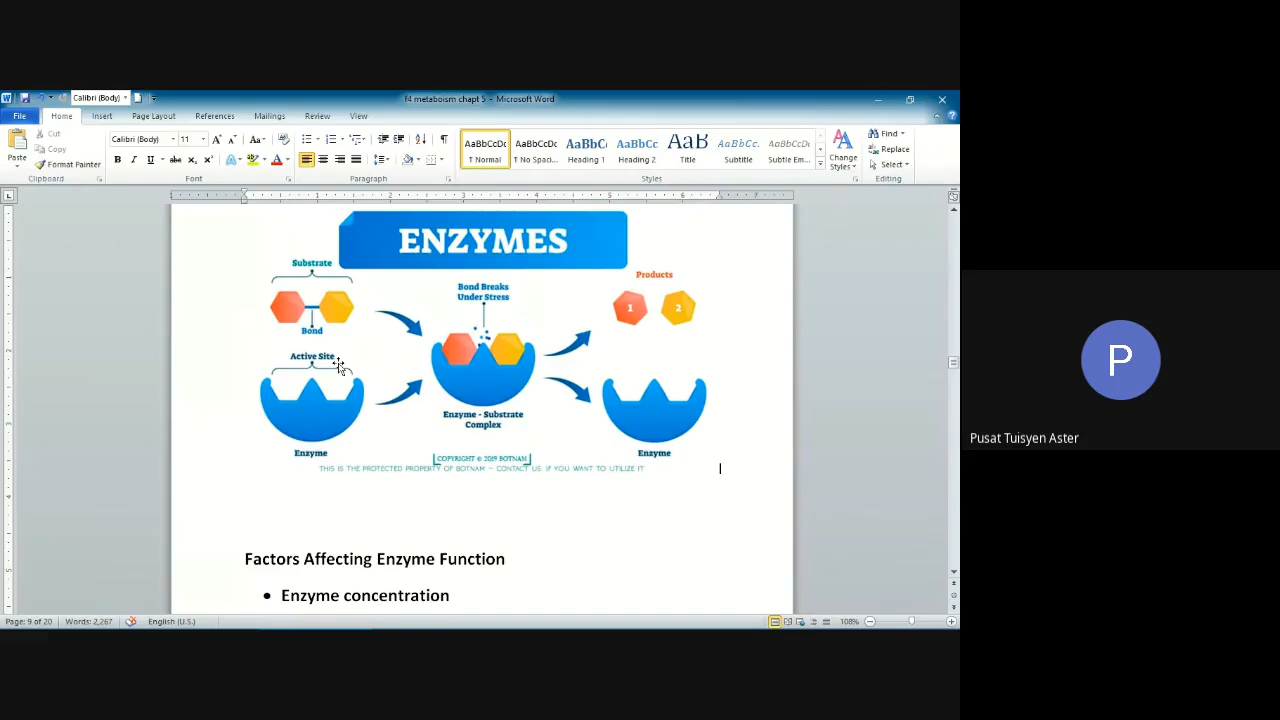 Calibri (Body)
f4 metaboism chapt 5 - Microsoft Word
File Home Insert Page Layout References Mailings Review View
Paste
Cut
Copy
Format Painter
Clipboard
Calibri (Body) 11
Font
Paragraph
AaBbCcDc AaBbCcDc AaBbC AaBbCc AaB AaBbCc. AaBbCcDc
¶ Normal ¶ No Spac... Heading 1 Heading 2 Title Subtitle Subtle Em...
Styles
Change Styles
Find
Replace
Select
Editing
ENZYMES
Substrate
Bond
Active Site
Enzyme
Bond Breaks
Under Stress
Enzyme - Substrate
Complex
Products
1 2
Enzyme
COPYRIGHT © 2019 BOTNAM
THIS IS THE PROTECTED PROPERTY OF BOTNAM – CONTACT US, IF YOU WANT TO UTILIZE IT
Factors Affecting Enzyme Function
• Enzyme concentration
Page: 9 of 20 Words: 2,267 English (U.S.) 108%
P
Pusat Tuisyen Aster